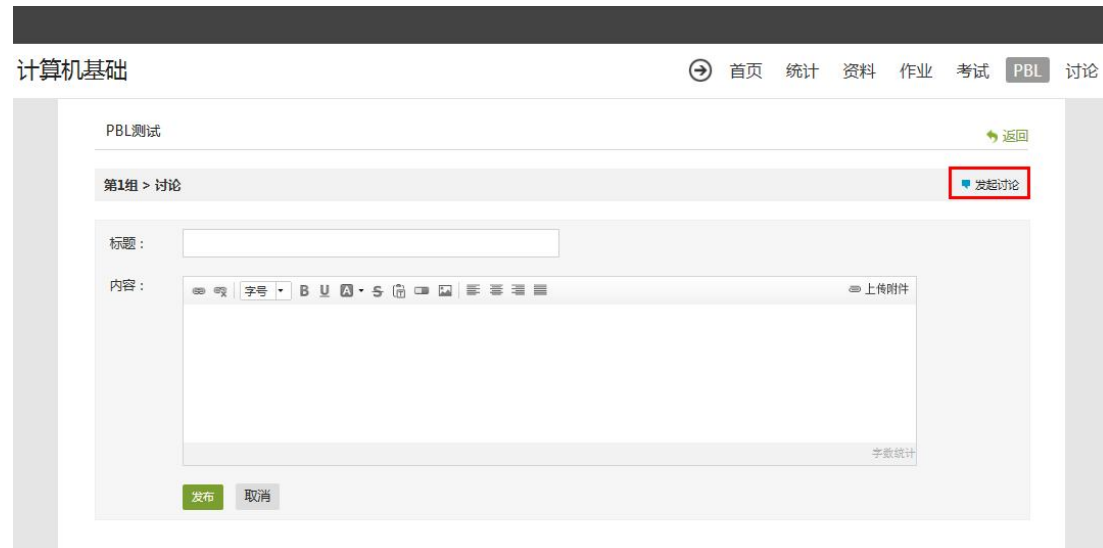 计算机基础 首页 统计 资料 作业 考试 PBL 讨论
PBL测试 返回
第1组 > 讨论 发起讨论
标题：
内容： 字号 B U A S 上传附件
字数统计
发布 取消